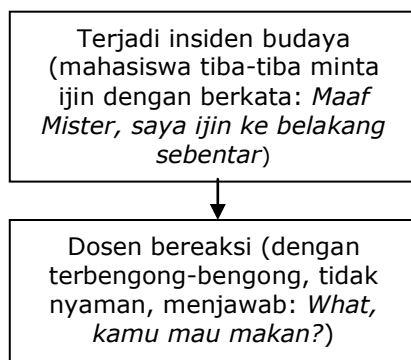 Terjadi insiden budaya
(mahasiswa tiba-tiba minta
ijin dengan berkata: Maaf
Mister, saya ijin ke belakang
sebentar)
Dosen bereaksi (dengan
terbengong-bengong, tidak
nyaman, menjawab: What,
kamu mau makan?)